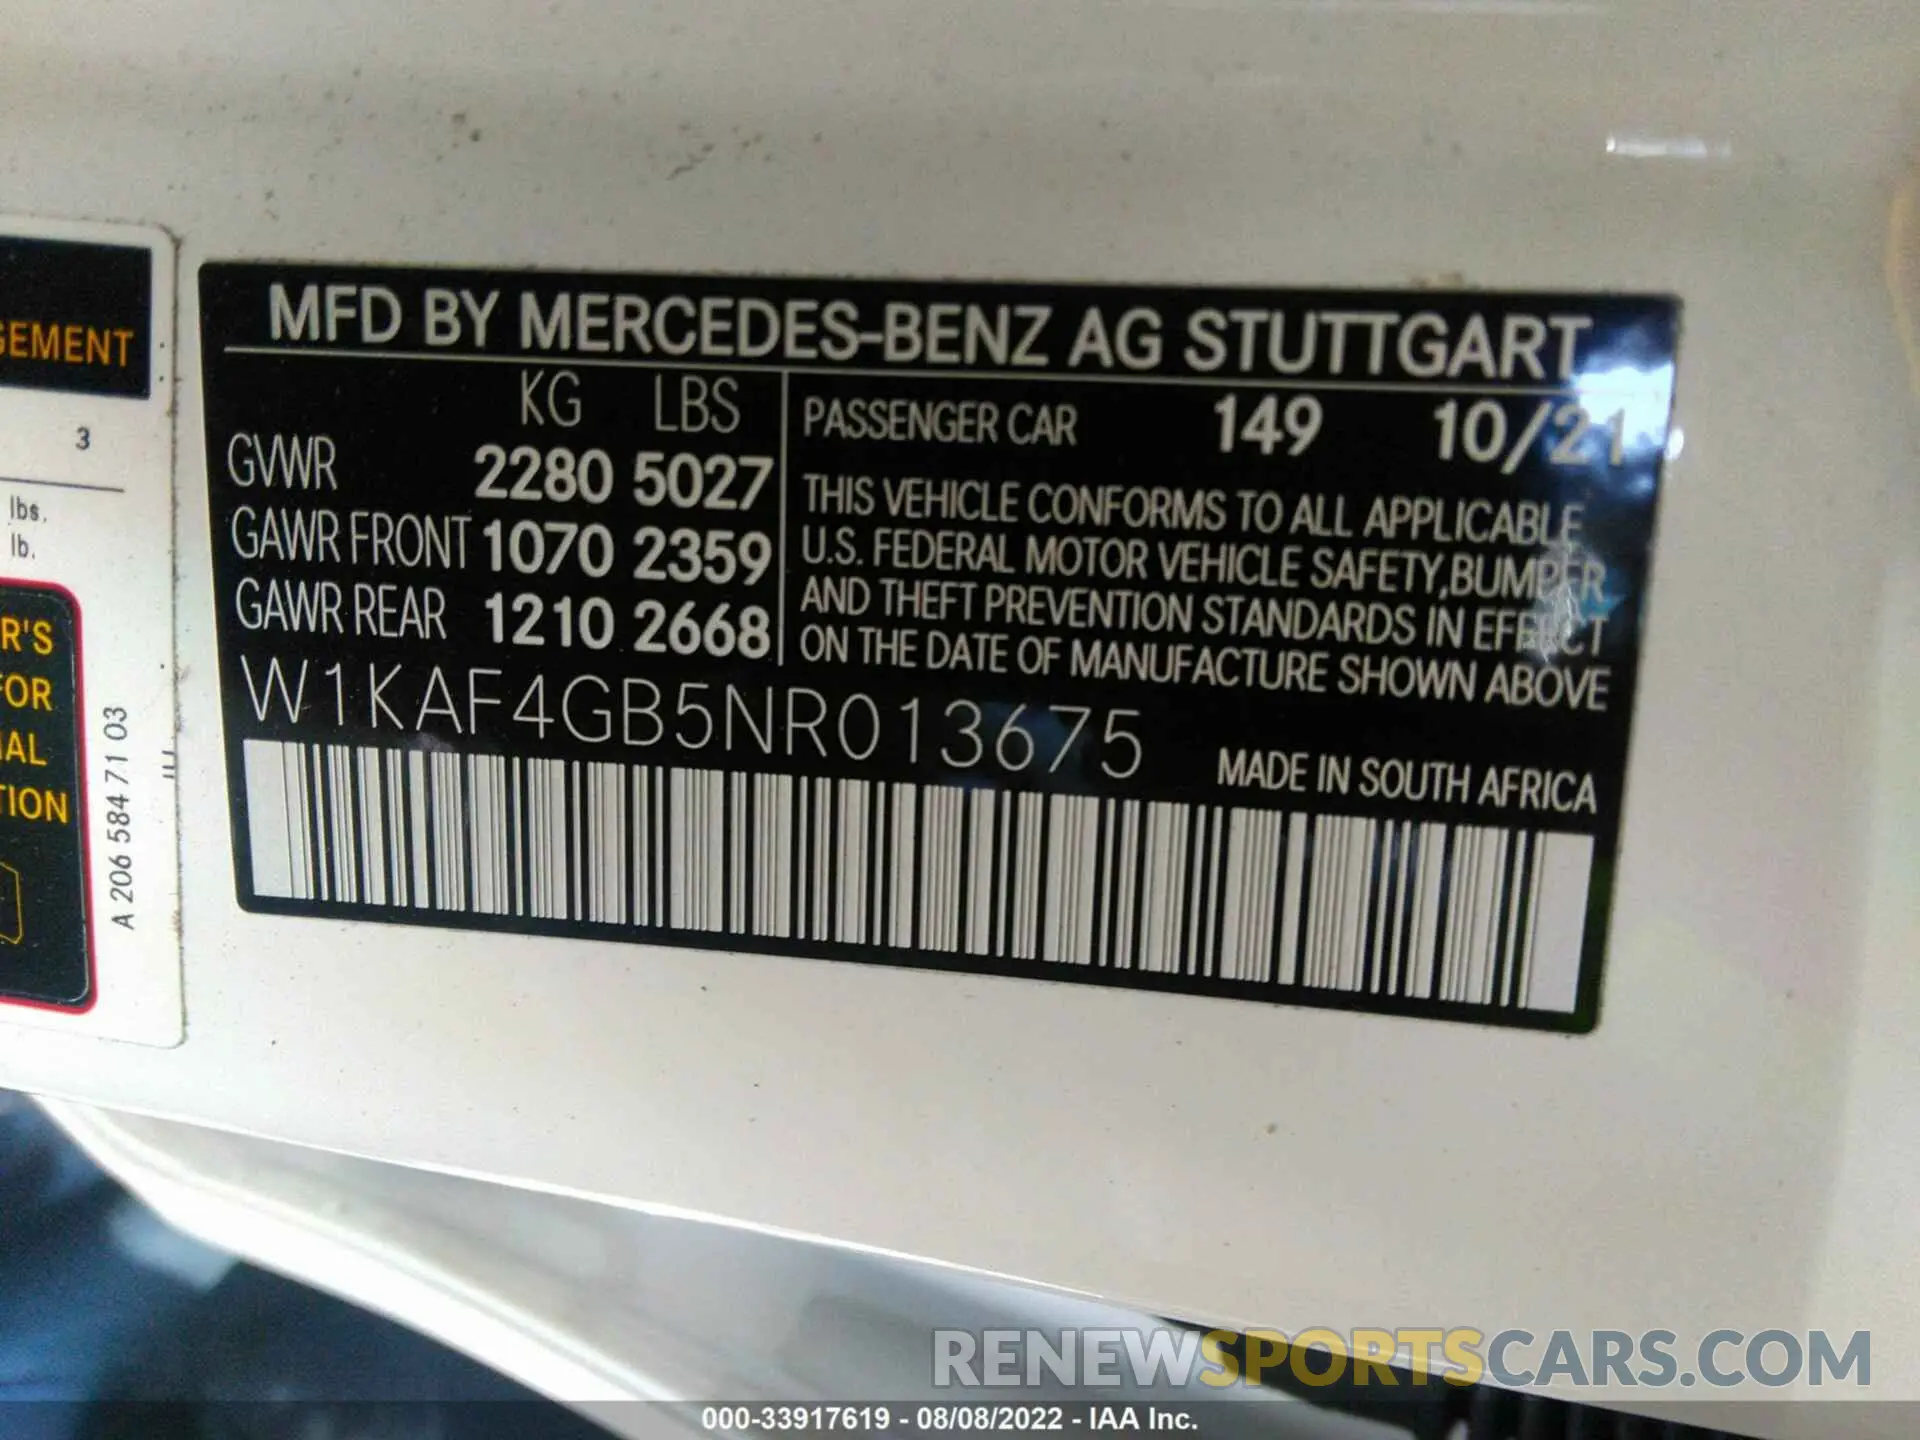 GEMENT
3
lbs.
lb.
R'S
FOR
IAL
TION
A 206 584 71 03
MFD BY MERCEDES-BENZ AG STUTTGART
KG LBS
GVWR 2280 5027
GAWR FRONT 1070 2359
GAWR REAR 1210 2668
PASSENGER CAR 149 10/21
THIS VEHICLE CONFORMS TO ALL APPLICABLE
U.S. FEDERAL MOTOR VEHICLE SAFETY,BUMPER
AND THEFT PREVENTION STANDARDS IN EFFECT
ON THE DATE OF MANUFACTURE SHOWN ABOVE
W1KAF4GB5NR013675
MADE IN SOUTH AFRICA
RENEWSPORTSCARS.COM
000-33917619 - 08/08/2022 - IAA Inc.